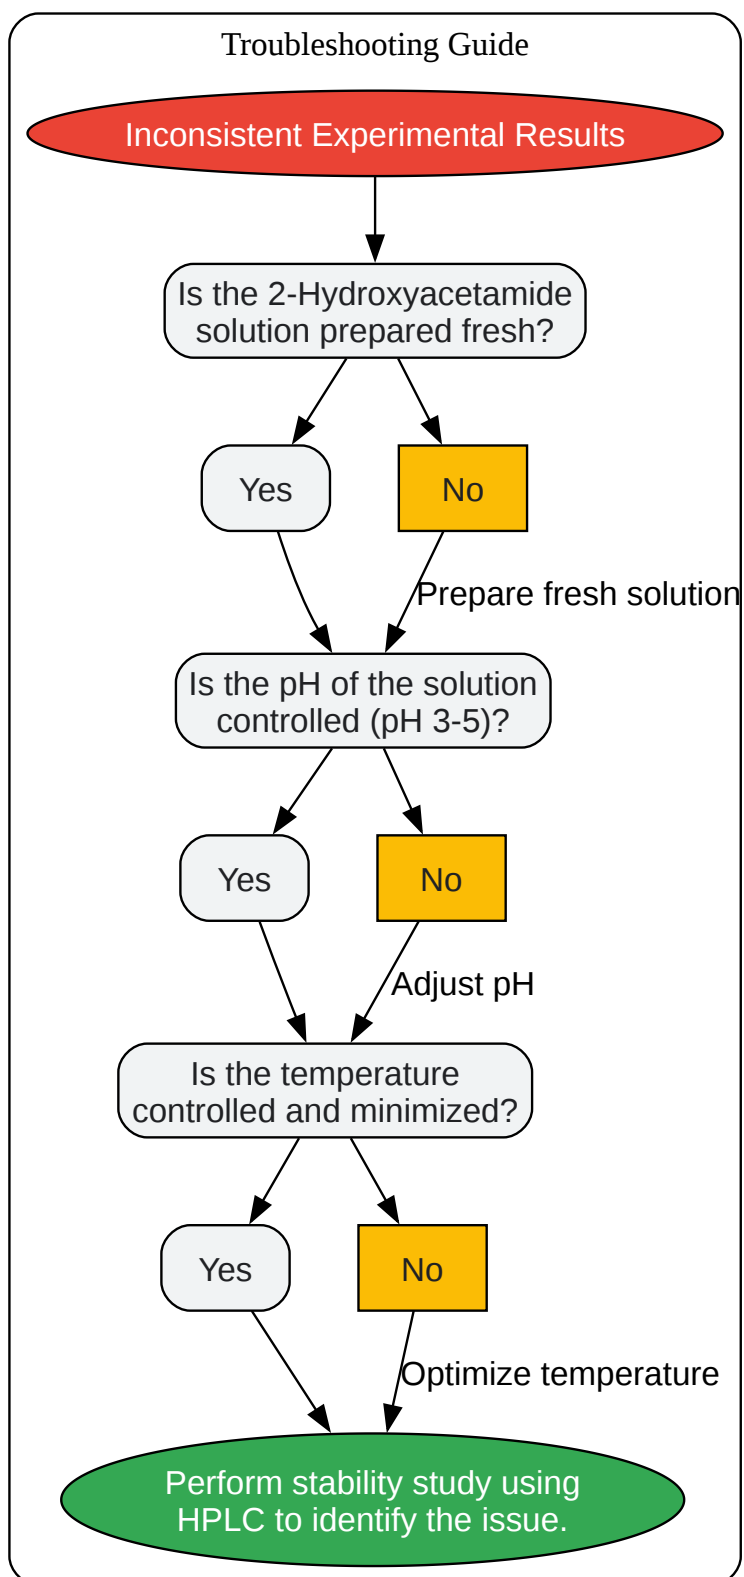 Troubleshooting Guide
Inconsistent Experimental Results
Is the 2-Hydroxyacetamide
solution prepared fresh?
Yes
No
Prepare fresh solution
Is the pH of the solution
controlled (pH 3-5)?
Yes
No
Adjust pH
Is the temperature
controlled and minimized?
Yes
No
Optimize temperature
Perform stability study using
HPLC to identify the issue.